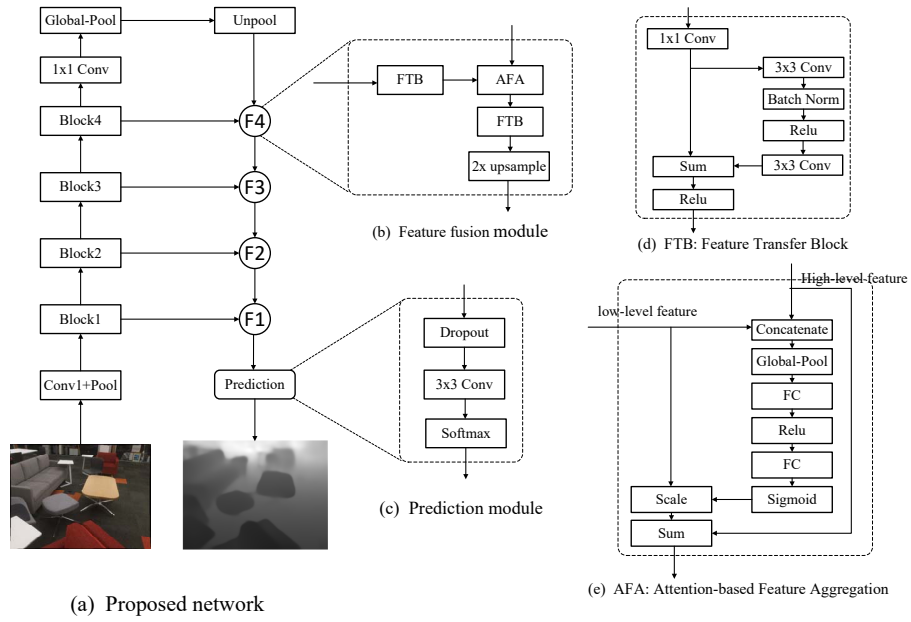 Global-Pool
Unpool
1x1 Conv
Block4
F4
Block3
F3
Block2
F2
Block1
F1
Conv1+Pool
Prediction
(a) Proposed network
FTB
AFA
FTB
2x upsample
(b) Feature fusion module
Dropout
3x3 Conv
Softmax
(c) Prediction module
1x1 Conv
3x3 Conv
Batch Norm
Relu
3x3 Conv
Sum
Relu
(d) FTB: Feature Transfer Block
High-level-feature
low-level feature
Concatenate
Global-Pool
FC
Relu
FC
Sigmoid
Scale
Sum
(e) AFA: Attention-based Feature Aggregation